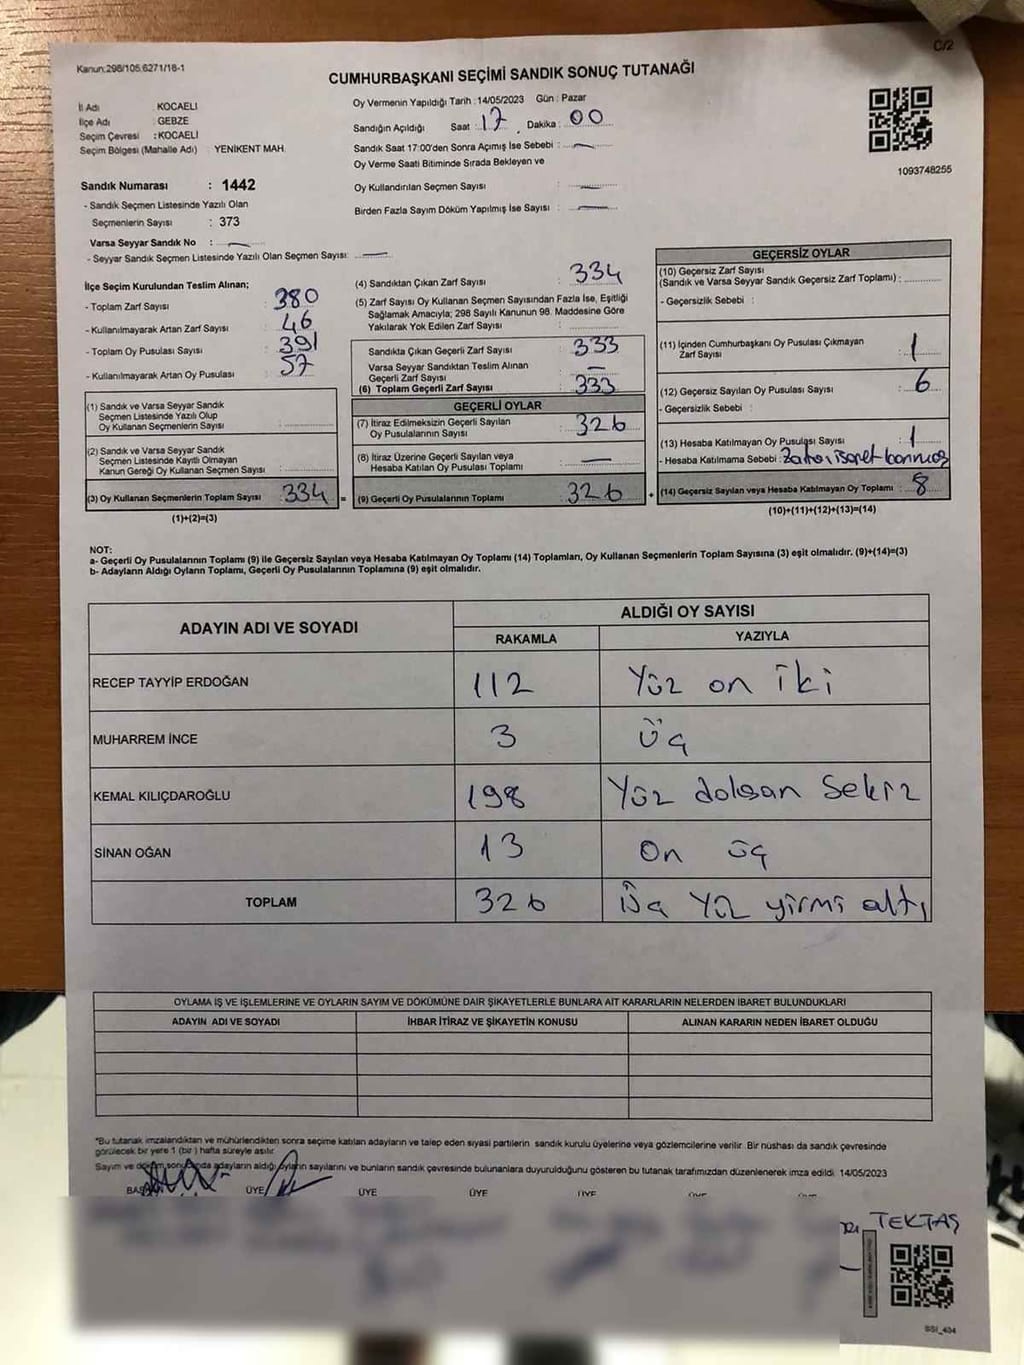 C/2
Kanun:298/105.6271/16-1
CUMHURBAŞKANI SEÇİMİ SANDIK SONUÇ TUTANAĞI
İl Adı : KOCAELİ
İlçe Adı : GEBZE
Seçim Çevresi : KOCAELİ
Seçim Bölgesi (Mahalle Adı) : YENİKENT MAH.
Sandık Numarası : 1442
- Sandık Seçmen Listesinde Yazılı Olan
Seçmenlerin Sayısı : 373
Varsa Seyyar Sandık No :
- Seyyar Sandık Seçmen Listesinde Yazılı Olan Seçmen Sayısı:
Oy Vermenin Yapıldığı Tarih : 14/05/2023 Gün : Pazar
Sandığın Açıldığı Saat : 17 , Dakika : 00
Sandık Saat 17:00'den Sonra Açımış İse Sebebi :
Oy Verme Saati Bitiminde Sırada Bekleyen ve
Oy Kullandırılan Seçmen Sayısı :
Birden Fazla Sayım Döküm Yapılmış İse Sayısı :
1093748255
İlçe Seçim Kurulundan Teslim Alınan;
- Toplam Zarf Sayısı : 380
- Kullanılmayarak Artan Zarf Sayısı : 46
- Toplam Oy Pusulası Sayısı : 391
- Kullanılmayarak Artan Oy Pusulası : 57
(1) Sandık ve Varsa Seyyar Sandık
Seçmen Listesinde Yazılı Olup
Oy Kullanan Seçmenlerin Sayısı :
(2) Sandık ve Varsa Seyyar Sandık
Seçmen Listesinde Kayıtlı Olmayan
Kanun Gereği Oy Kullanan Seçmen Sayısı :
(3) Oy Kullanan Seçmenlerin Toplam Sayısı : 334 =
(1)+(2)=(3)
(4) Sandıktan Çıkan Zarf Sayısı : 334
(5) Zarf Sayısı Oy Kullanan Seçmen Sayısından Fazla İse, Eşitliği
Sağlamak Amacıyla; 298 Sayılı Kanunun 98. Maddesine Göre
Yakılarak Yok Edilen Zarf Sayısı :
Sandıkta Çıkan Geçerli Zarf Sayısı : 333
Varsa Seyyar Sandıktan Teslim Alınan
Geçerli Zarf Sayısı :
(6) Toplam Geçerli Zarf Sayısı : 333
GEÇERLİ OYLAR
(7) İtiraz Edilmeksizin Geçerli Sayılan
Oy Pusulalarının Sayısı : 326
(8) İtiraz Üzerine Geçerli Sayılan veya
Hesaba Katılan Oy Pusulası Toplamı :
(9) Geçerli Oy Pusulalarının Toplamı : 326 +
GEÇERSİZ OYLAR
(10) Geçersiz Zarf Sayısı
(Sandık ve Varsa Seyyar Sandık Geçersiz Zarf Toplamı) :
- Geçersizlik Sebebi :
(11) İçinden Cumhurbaşkanı Oy Pusulası Çıkmayan
Zarf Sayısı : 1
(12) Geçersiz Sayılan Oy Pusulası Sayısı : 6
- Geçersizlik Sebebi :
(13) Hesaba Katılmayan Oy Pusulası Sayısı : 1
- Hesaba Katılmama Sebebi :
(14) Geçersiz Sayılan veya Hesaba Katılmayan Oy Toplamı : 8
(10)+(11)+(12)+(13)=(14)
NOT:
a- Geçerli Oy Pusulalarının Toplamı (9) ile Geçersiz Sayılan veya Hesaba Katılmayan Oy Toplamı (14) Toplamları, Oy Kullanan Seçmenlerin Toplam Sayısına (3) eşit olmalıdır. (9)+(14)=(3)
b- Adayların Aldığı Oyların Toplamı, Geçerli Oy Pusulalarının Toplamına (9) eşit olmalıdır.
ADAYIN ADI VE SOYADI ALDIĞI OY SAYISI
RAKAMLA YAZIYLA
RECEP TAYYİP ERDOĞAN 112 Yüz on iki
MUHARREM İNCE 3 Üç
KEMAL KILIÇDAROĞLU 198 Yüz doksan sekiz
SİNAN OĞAN 13 On üç
TOPLAM 326 Üç yüz yirmi altı
OYLAMA İŞ VE İŞLEMLERİNE VE OYLARIN SAYIM VE DÖKÜMÜNE DAİR ŞİKAYETLERLE BUNLARA AİT KARARLARIN NELERDEN İBARET BULUNDUKLARI
ADAYIN ADI VE SOYADI İHBAR İTİRAZ VE ŞİKAYETİN KONUSU ALINAN KARARIN NEDEN İBARET OLDUĞU
"Bu tutanak imzalandıktan ve mühürlendikten sonra seçime katılan adayların ve talep eden siyasi partilerin sandık kurulu üyelerine veya gözlemcilerine verilir. Bir nüshası da sandık çevresinde
görülecek bir yere 1 (bir) hafta süreyle asılır.
Sayım ve döküm sonucunda adayların aldığı oyların sayılarını ve bunların sandık çevresinde bulunanlara duyurulduğunu gösteren bu tutanak tarafımızdan düzenlenerek imza edildi. 14/05/2023
ÜYE ÜYE ÜYE ÜYE
TEKTAŞ
SSI_404